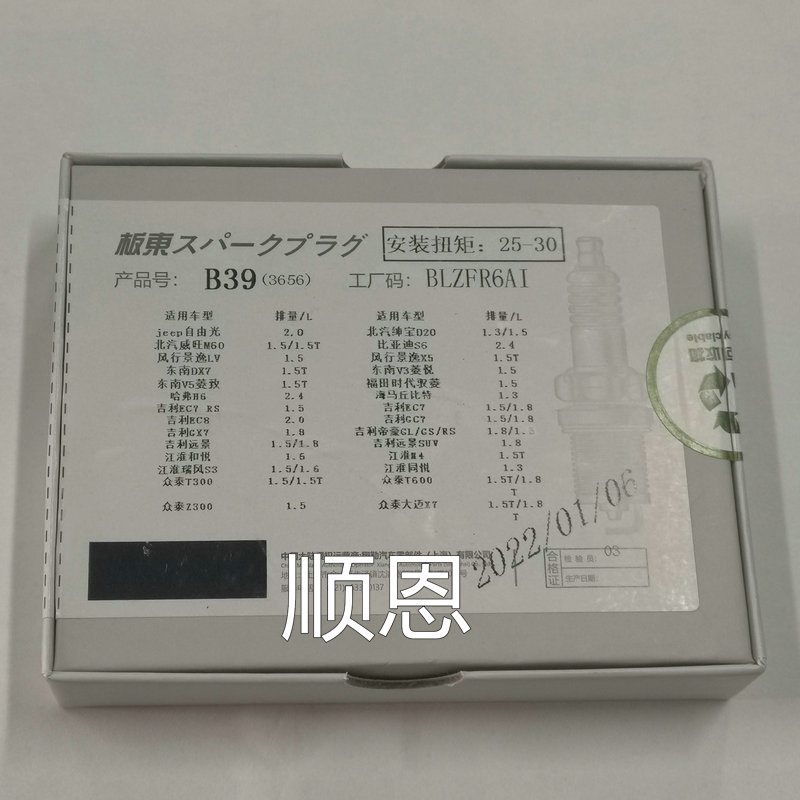 板東スパークプラグ 安装扭矩：25-30
产品号： B39(3656) 工厂码：BLZFR6AI
适用车型 排量/L 适用车型 排量/L
jeep自由光 2.0 北汽绅宝D20 1.3/1.5
北汽威旺M60 1.5/1.5T 比亚迪S6 2.4
风行景逸LV 1.5 风行景逸X5 1.5T
东南DX7 1.5T 东南V3菱悦 1.5
东南V5菱致 1.5T 福田时代驭菱 1.5
哈弗H6 2.4 海马丘比特 1.3
吉利EC7 RS 1.5 吉利EC7 1.5/1.8
吉利EC8 2.0 吉利GC7 1.5/1.8
吉利GX7 1.8 吉利帝豪GL/GS/RS 1.8/1.5
吉利远景 1.5/1.8 吉利远景SUV 1.8
江淮和悦 1.5 江淮M4 1.5T
江淮瑞风S3 1.5/1.6 江淮同悦 1.3
众泰T300 1.5/1.5T 众泰T600 1.5T/1.8T
众泰Z300 1.5 众泰大迈X7 1.5T/1.8T
2022/01/06
合格证
检验员： 03
生产日期：
顺恩